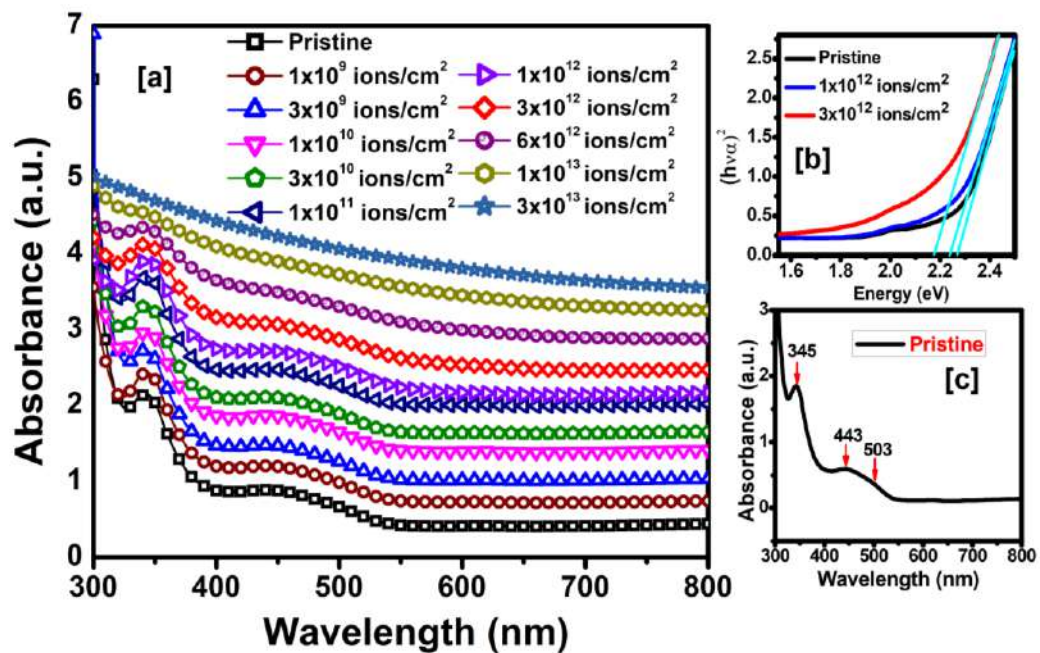 [a]
Pristine
1x10⁹ ions/cm²
3x10⁹ ions/cm²
1x10¹⁰ ions/cm²
3x10¹⁰ ions/cm²
1x10¹¹ ions/cm²
1x10¹² ions/cm²
3x10¹² ions/cm²
6x10¹² ions/cm²
1x10¹³ ions/cm²
3x10¹³ ions/cm²
Absorbance (a.u.)
7
6
5
4
3
2
1
0
300 400 500 600 700 800
Wavelength (nm)
[b]
Pristine
1x10¹² ions/cm²
3x10¹² ions/cm²
(hνα)²
2.5
2.0
1.5
1.0
0.5
0.0
1.6 1.8 2.0 2.2 2.4
Energy (eV)
[c]
Pristine
345
443
503
Absorbance (a.u.)
3
2
1
0
300 400 500 600 700 800
Wavelength (nm)